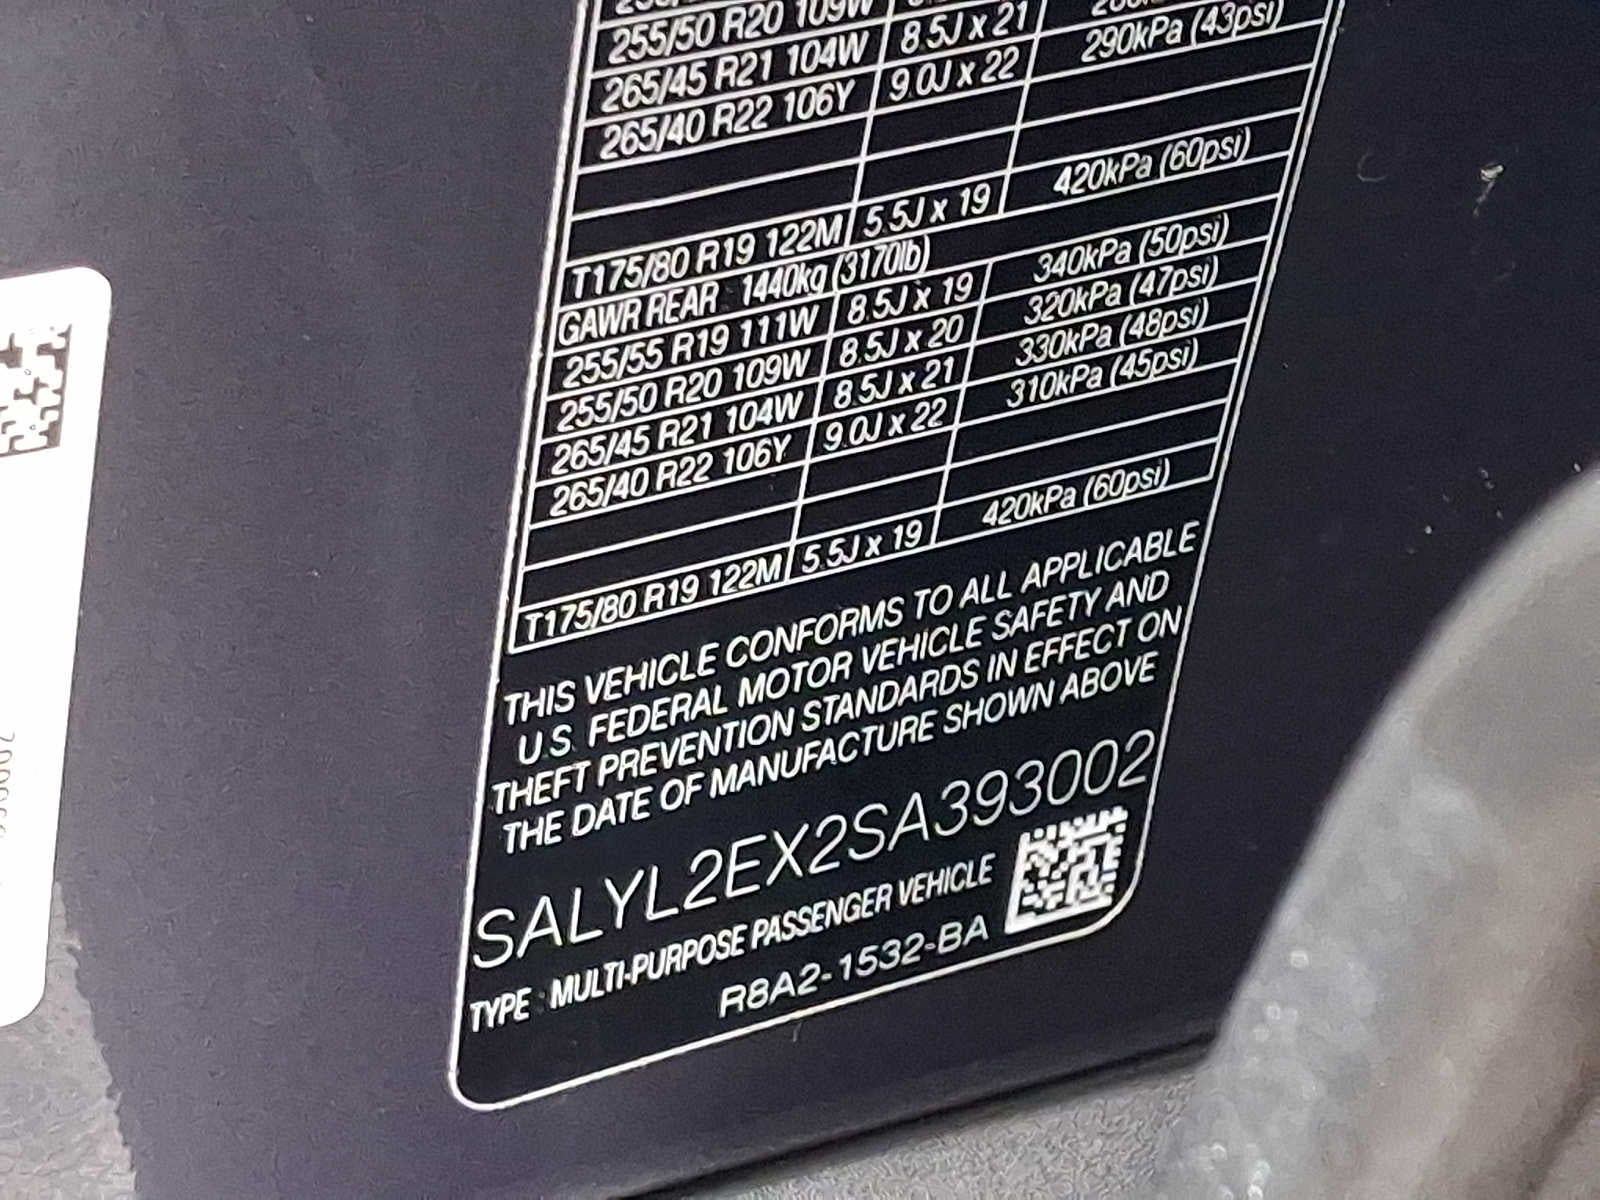 255/50 R20 109W
265/45 R21 104W 8.5J x 21
265/40 R22 106Y 9.0J x 22 290kPa (43psi)
T175/80 R19 122M 5.5J x 19 420kPa (60psi)
GAWR REAR 1440kg (3170lb)
255/55 R19 111W 8.5J x 19 340kPa (50psi)
255/50 R20 109W 8.5J x 20 320kPa (47psi)
265/45 R21 104W 8.5J x 21 330kPa (48psi)
265/40 R22 106Y 9.0J x 22 310kPa (45psi)
T175/80 R19 122M 5.5J x 19 420kPa (60psi)
THIS VEHICLE CONFORMS TO ALL APPLICABLE
U.S. FEDERAL MOTOR VEHICLE SAFETY AND
THEFT PREVENTION STANDARDS IN EFFECT ON
THE DATE OF MANUFACTURE SHOWN ABOVE
SALYL2EX2SA393002
TYPE : MULTI-PURPOSE PASSENGER VEHICLE
R8A2-1532-BA